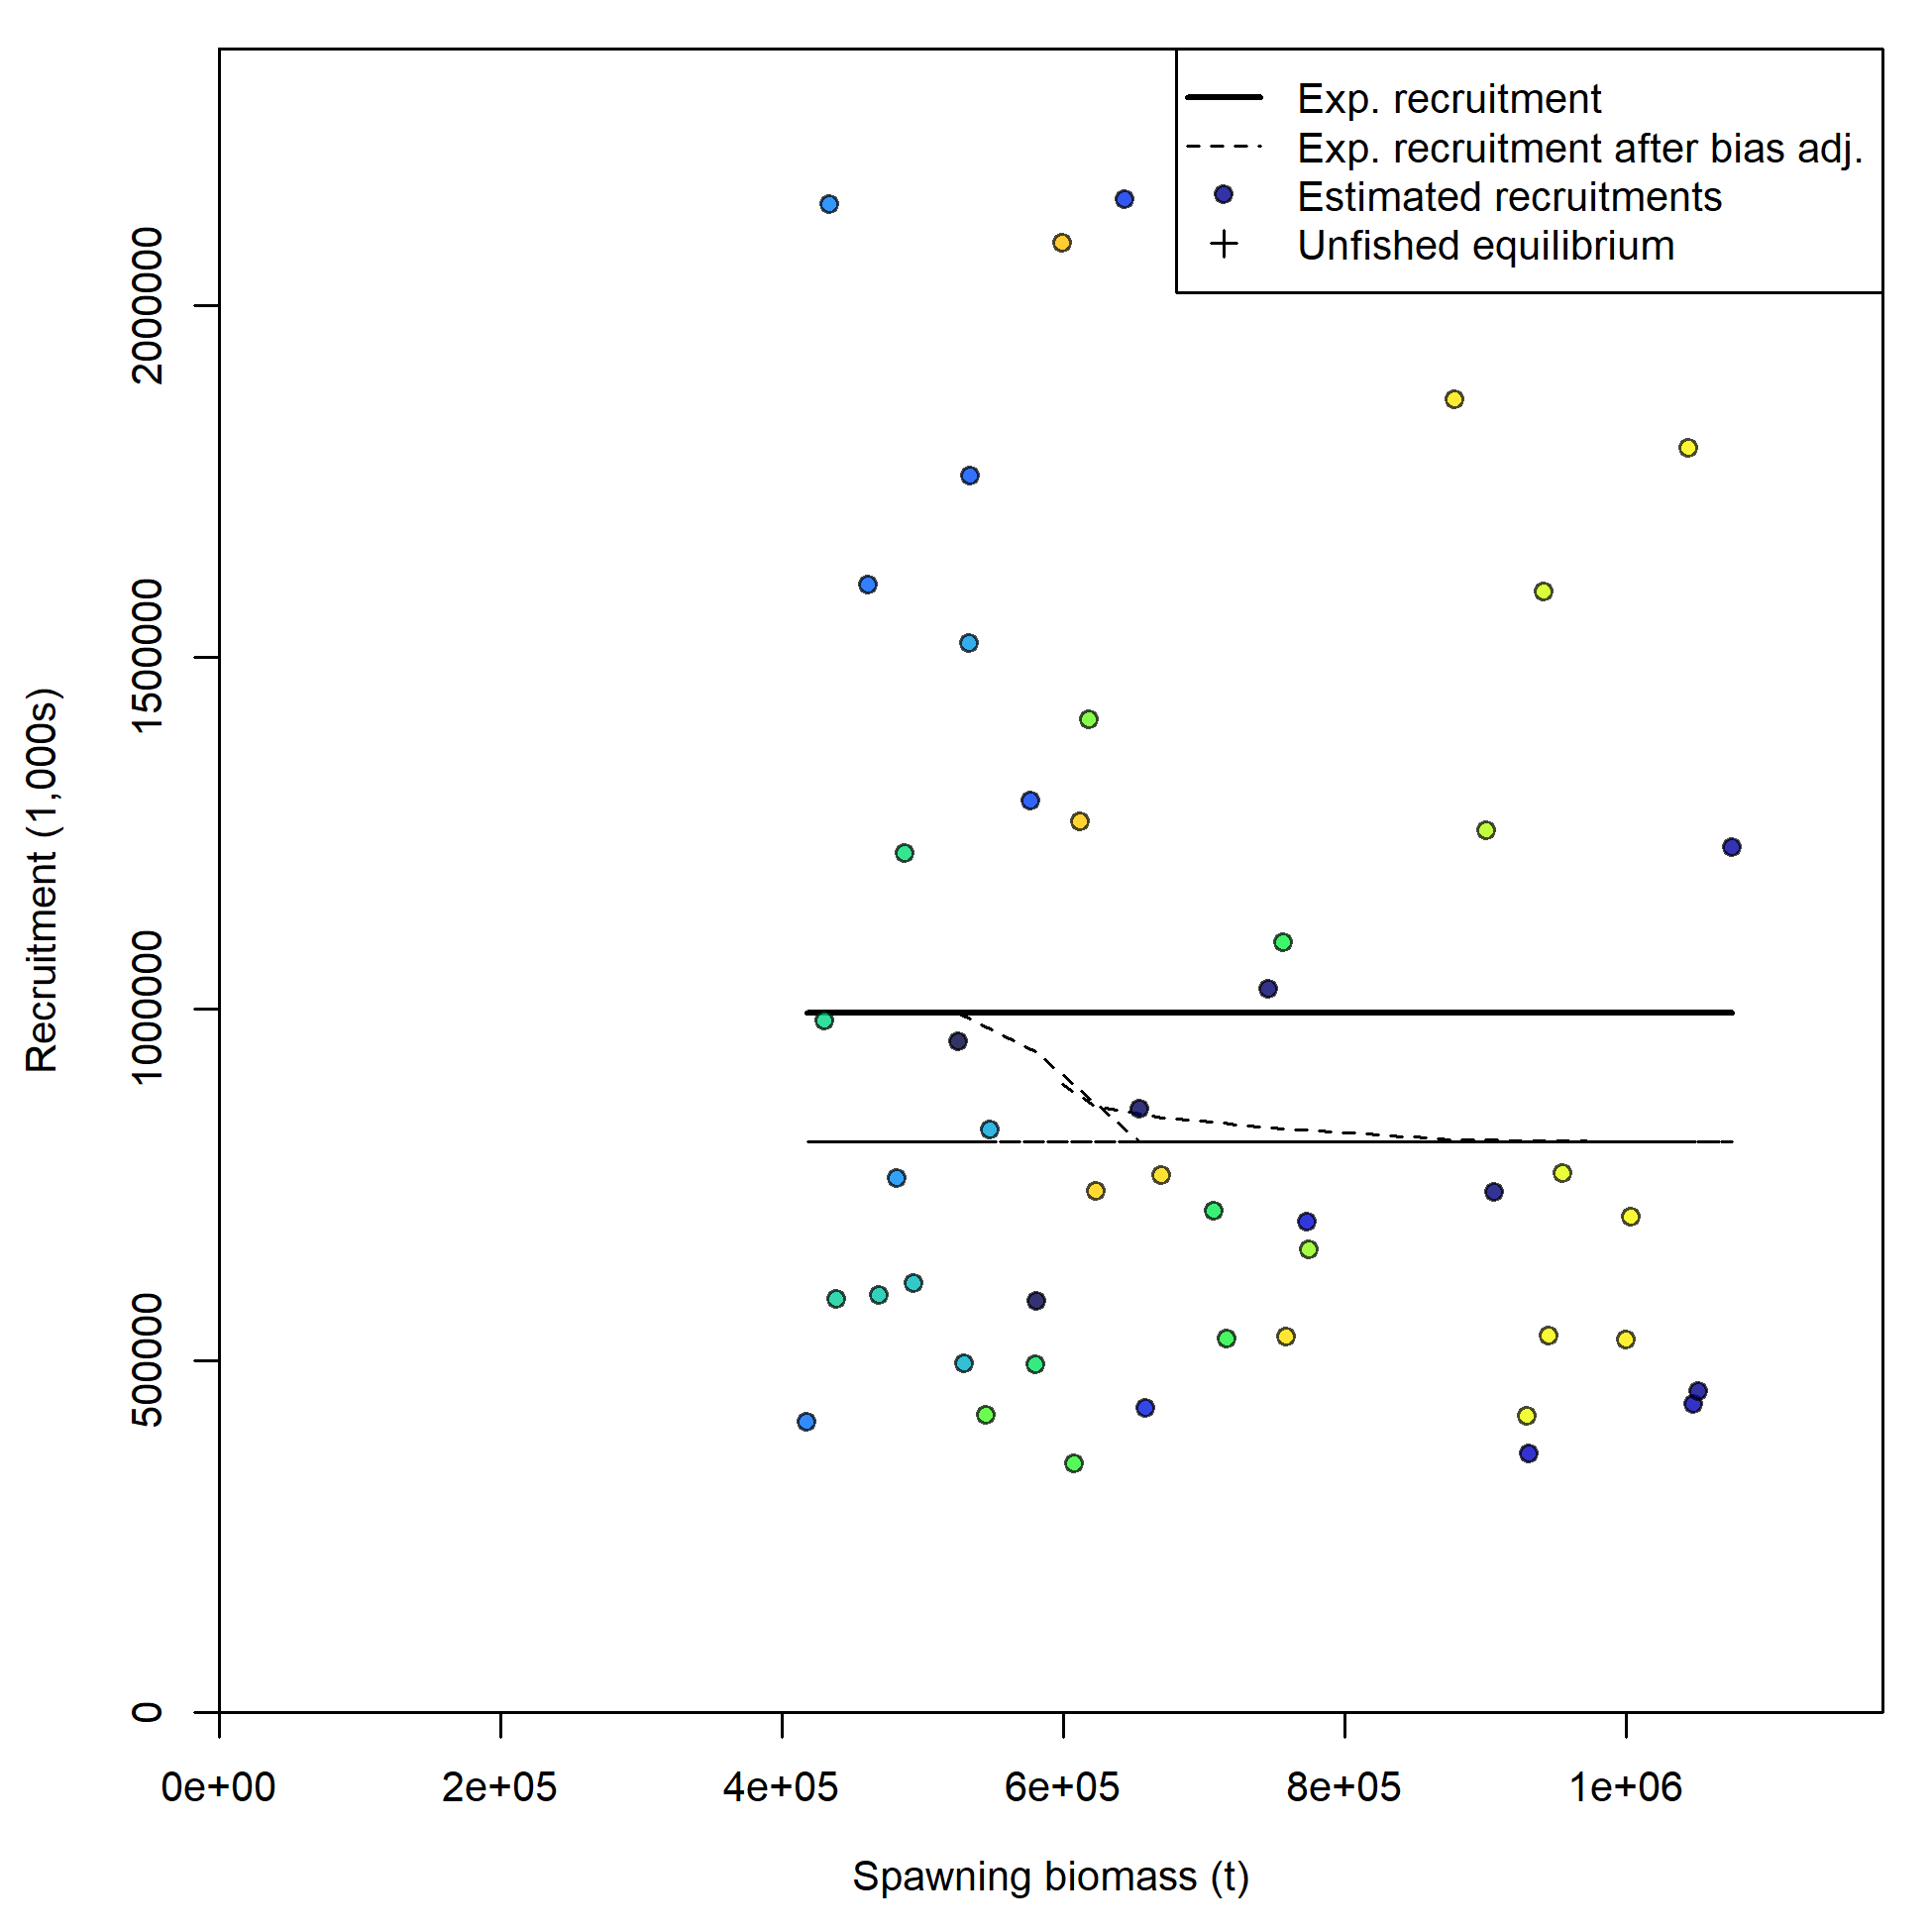 Exp. recruitment
Exp. recruitment after bias adj.
Estimated recruitments
Unfished equilibrium
Recruitment (1,000s)
2000000
1500000
1000000
500000
0
0e+00 2e+05 4e+05 6e+05 8e+05 1e+06
Spawning biomass (t)